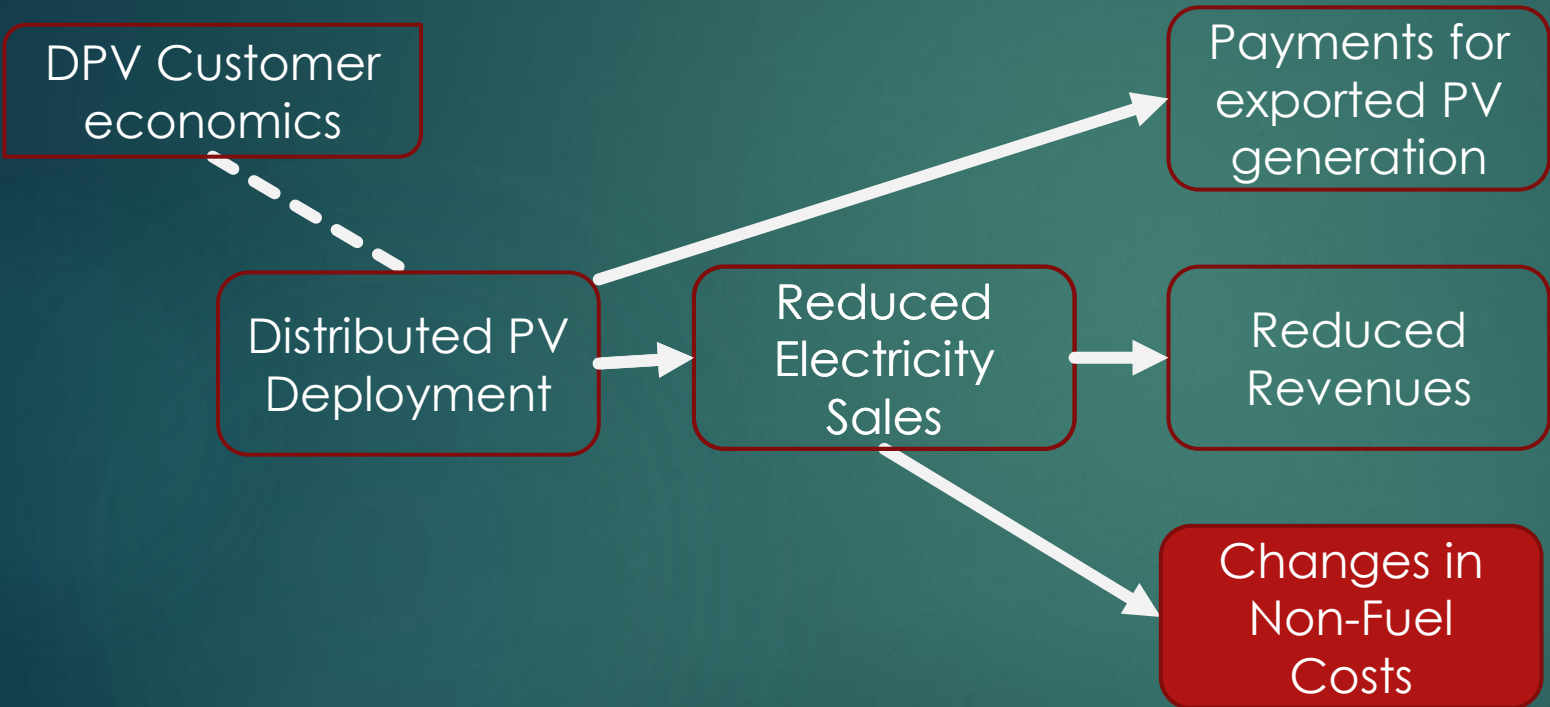 DPV Customer
economics
Payments for
exported PV
generation
Distributed PV
Deployment
Reduced
Electricity
Sales
Reduced
Revenues
Changes in
Non-Fuel
Costs